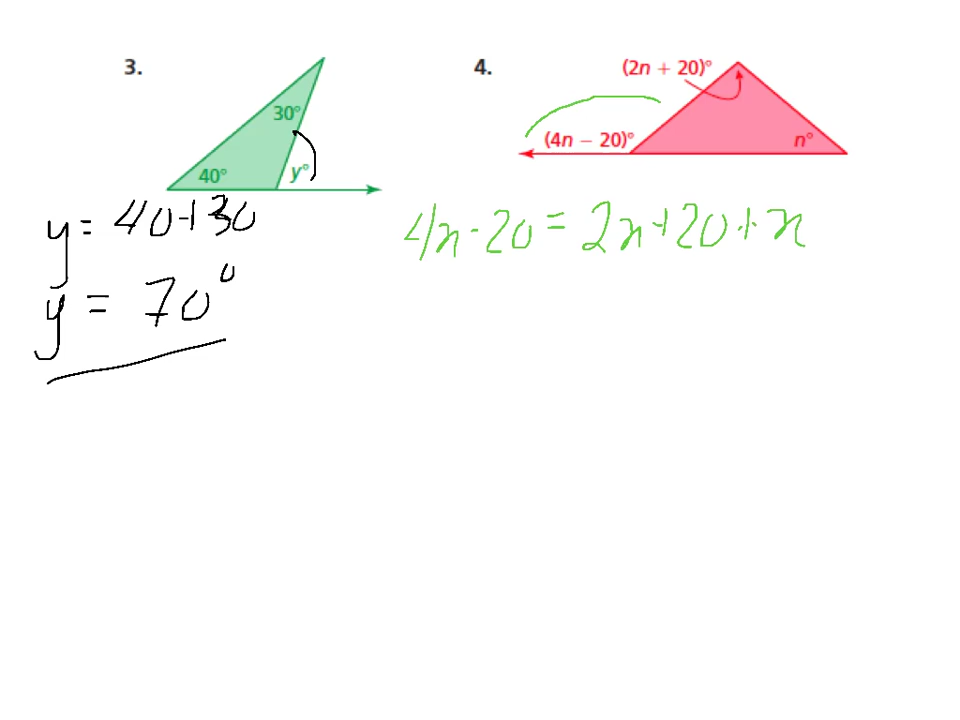 3.
30°
40°
y°
y = 40+30
y = 70°
4.
(2n + 20)°
(4n − 20)°
n°
4n - 20 = 2n+20+n